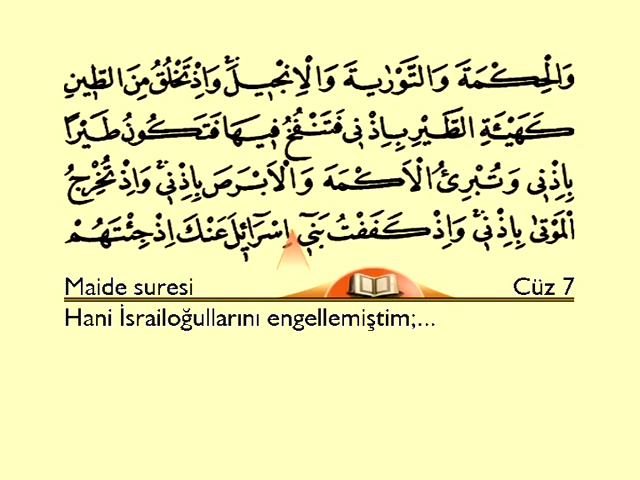 وَالْحِكْمَةَ وَالتَّوْرٰيةَ وَالْاِنْج۪يلَۚ وَاِذْ تَخْلُقُ مِنَ الطّ۪ينِ
كَهَيْـَٔةِ الطَّيْرِ بِاِذْن۪ي فَتَنْفُخُ ف۪يهَا فَتَكُونُ طَيْرًا
بِاِذْن۪ي وَتُبْرِئُ الْاَكْمَهَ وَالْاَبْرَصَ بِاِذْن۪يۚ وَاِذْ تُخْرِجُ
الْمَوْتٰى بِاِذْن۪يۚ وَاِذْ كَفَفْتُ بَن۪ٓي اِسْرَٓائ۪لَ عَنْكَ اِذْ جِئْتَهُمْ
Maide suresi Cüz 7
Hani İsrailoğullarını engellemiştim;...